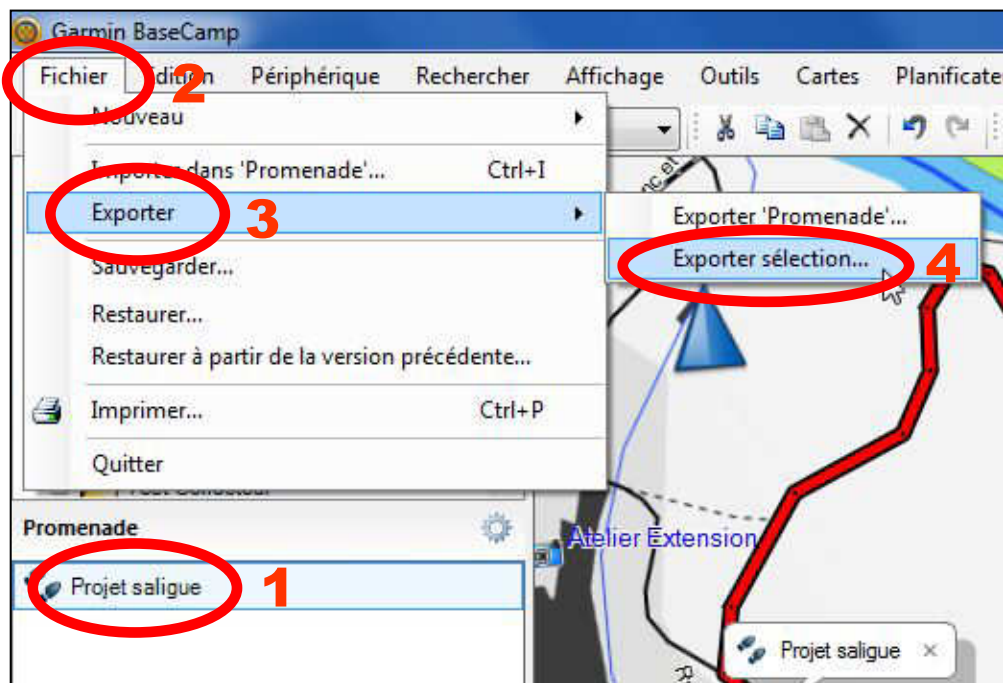 Garmin BaseCamp
Fichier Édition Périphérique Rechercher Affichage Outils Cartes Planificate
2
Nouveau
Importer dans 'Promenade'... Ctrl+I
Exporter
3
Exporter 'Promenade'...
Exporter sélection...
4
Sauvegarder...
Restaurer...
Restaurer à partir de la version précédente...
Imprimer... Ctrl+P
Quitter
Promenade
Atelier Extension
Projet saligue
1
Projet saligue